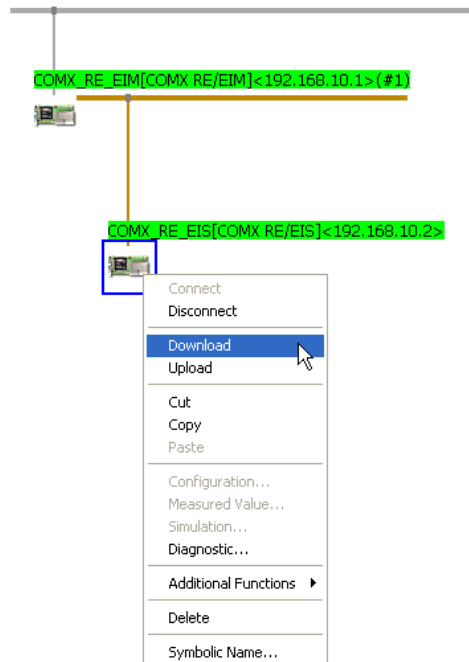 COMX_RE_EIM[COMX RE/EIM]<192.168.10.1>(#1)
COMX_RE_EIS[COMX RE/EIS]<192.168.10.2>
Connect
Disconnect
Download
Upload
Cut
Copy
Paste
Configuration...
Measured Value...
Simulation...
Diagnostic...
Additional Functions
Delete
Symbolic Name...